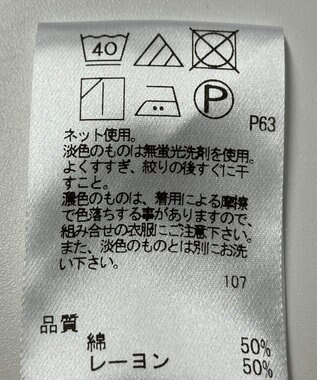 40
P
P63
ネット使用。
淡色のものは無蛍光洗剤を使用。
よくすすぎ、絞りの後すぐに干
すこと。
濃色のものは、着用による摩擦
で色落ちする事がありますので、
組み合せの衣服にご注意下さい。
また、淡色のものとは別にお洗
い下さい。
107
品質
綿 50%
レーヨン 50%